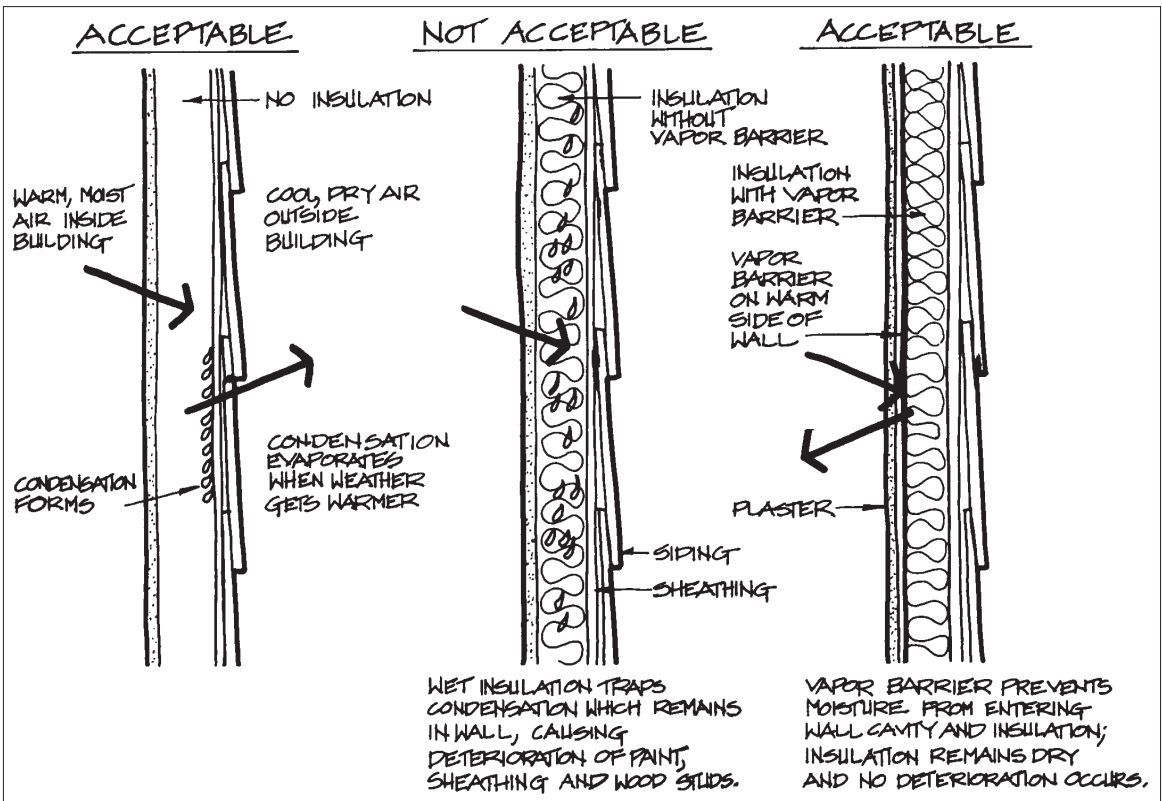 ACCEPTABLE
NO INSULATION
WARM, MOIST
AIR INSIDE
BUILDING
COOL, DRY AIR
OUTSIDE
BUILDING
CONDENSATION
FORMS
CONDENSATION
EVAPORATES
WHEN WEATHER
GETS WARMER
NOT ACCEPTABLE
INSULATION
WITHOUT
VAPOR BARRIER
SIDING
SHEATHING
WET INSULATION TRAPS
CONDENSATION WHICH REMAINS
IN WALL, CAUSING
DETERIORATION OF PAINT,
SHEATHING AND WOOD STUDS.
ACCEPTABLE
INSULATION
WITH VAPOR
BARRIER
VAPOR
BARRIER
ON WARM
SIDE OF
WALL
PLASTER
VAPOR BARRIER PREVENTS
MOISTURE FROM ENTERING
WALL CAVITY AND INSULATION;
INSULATION REMAINS DRY
AND NO DETERIORATION OCCURS.